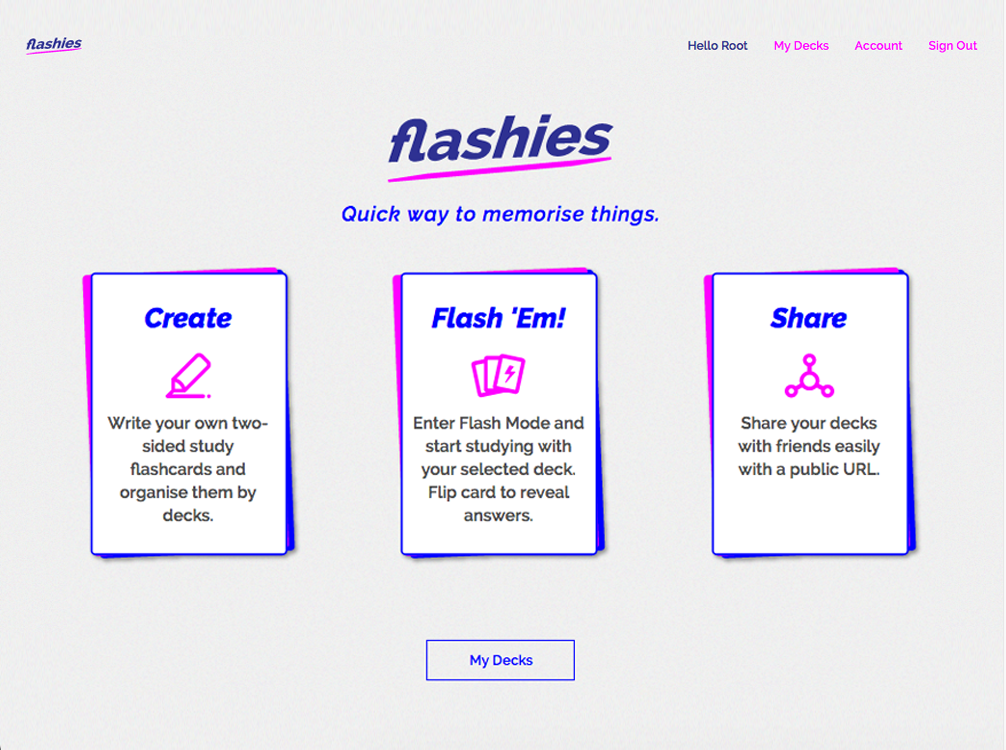 flashies
Hello Root My Decks Account Sign Out
flashies
Quick way to memorise things.
Create
Write your own two-
sided study
flashcards and
organise them by
decks.
Flash 'Em!
Enter Flash Mode and
start studying with
your selected deck.
Flip card to reveal
answers.
Share
Share your decks
with friends easily
with a public URL.
My Decks